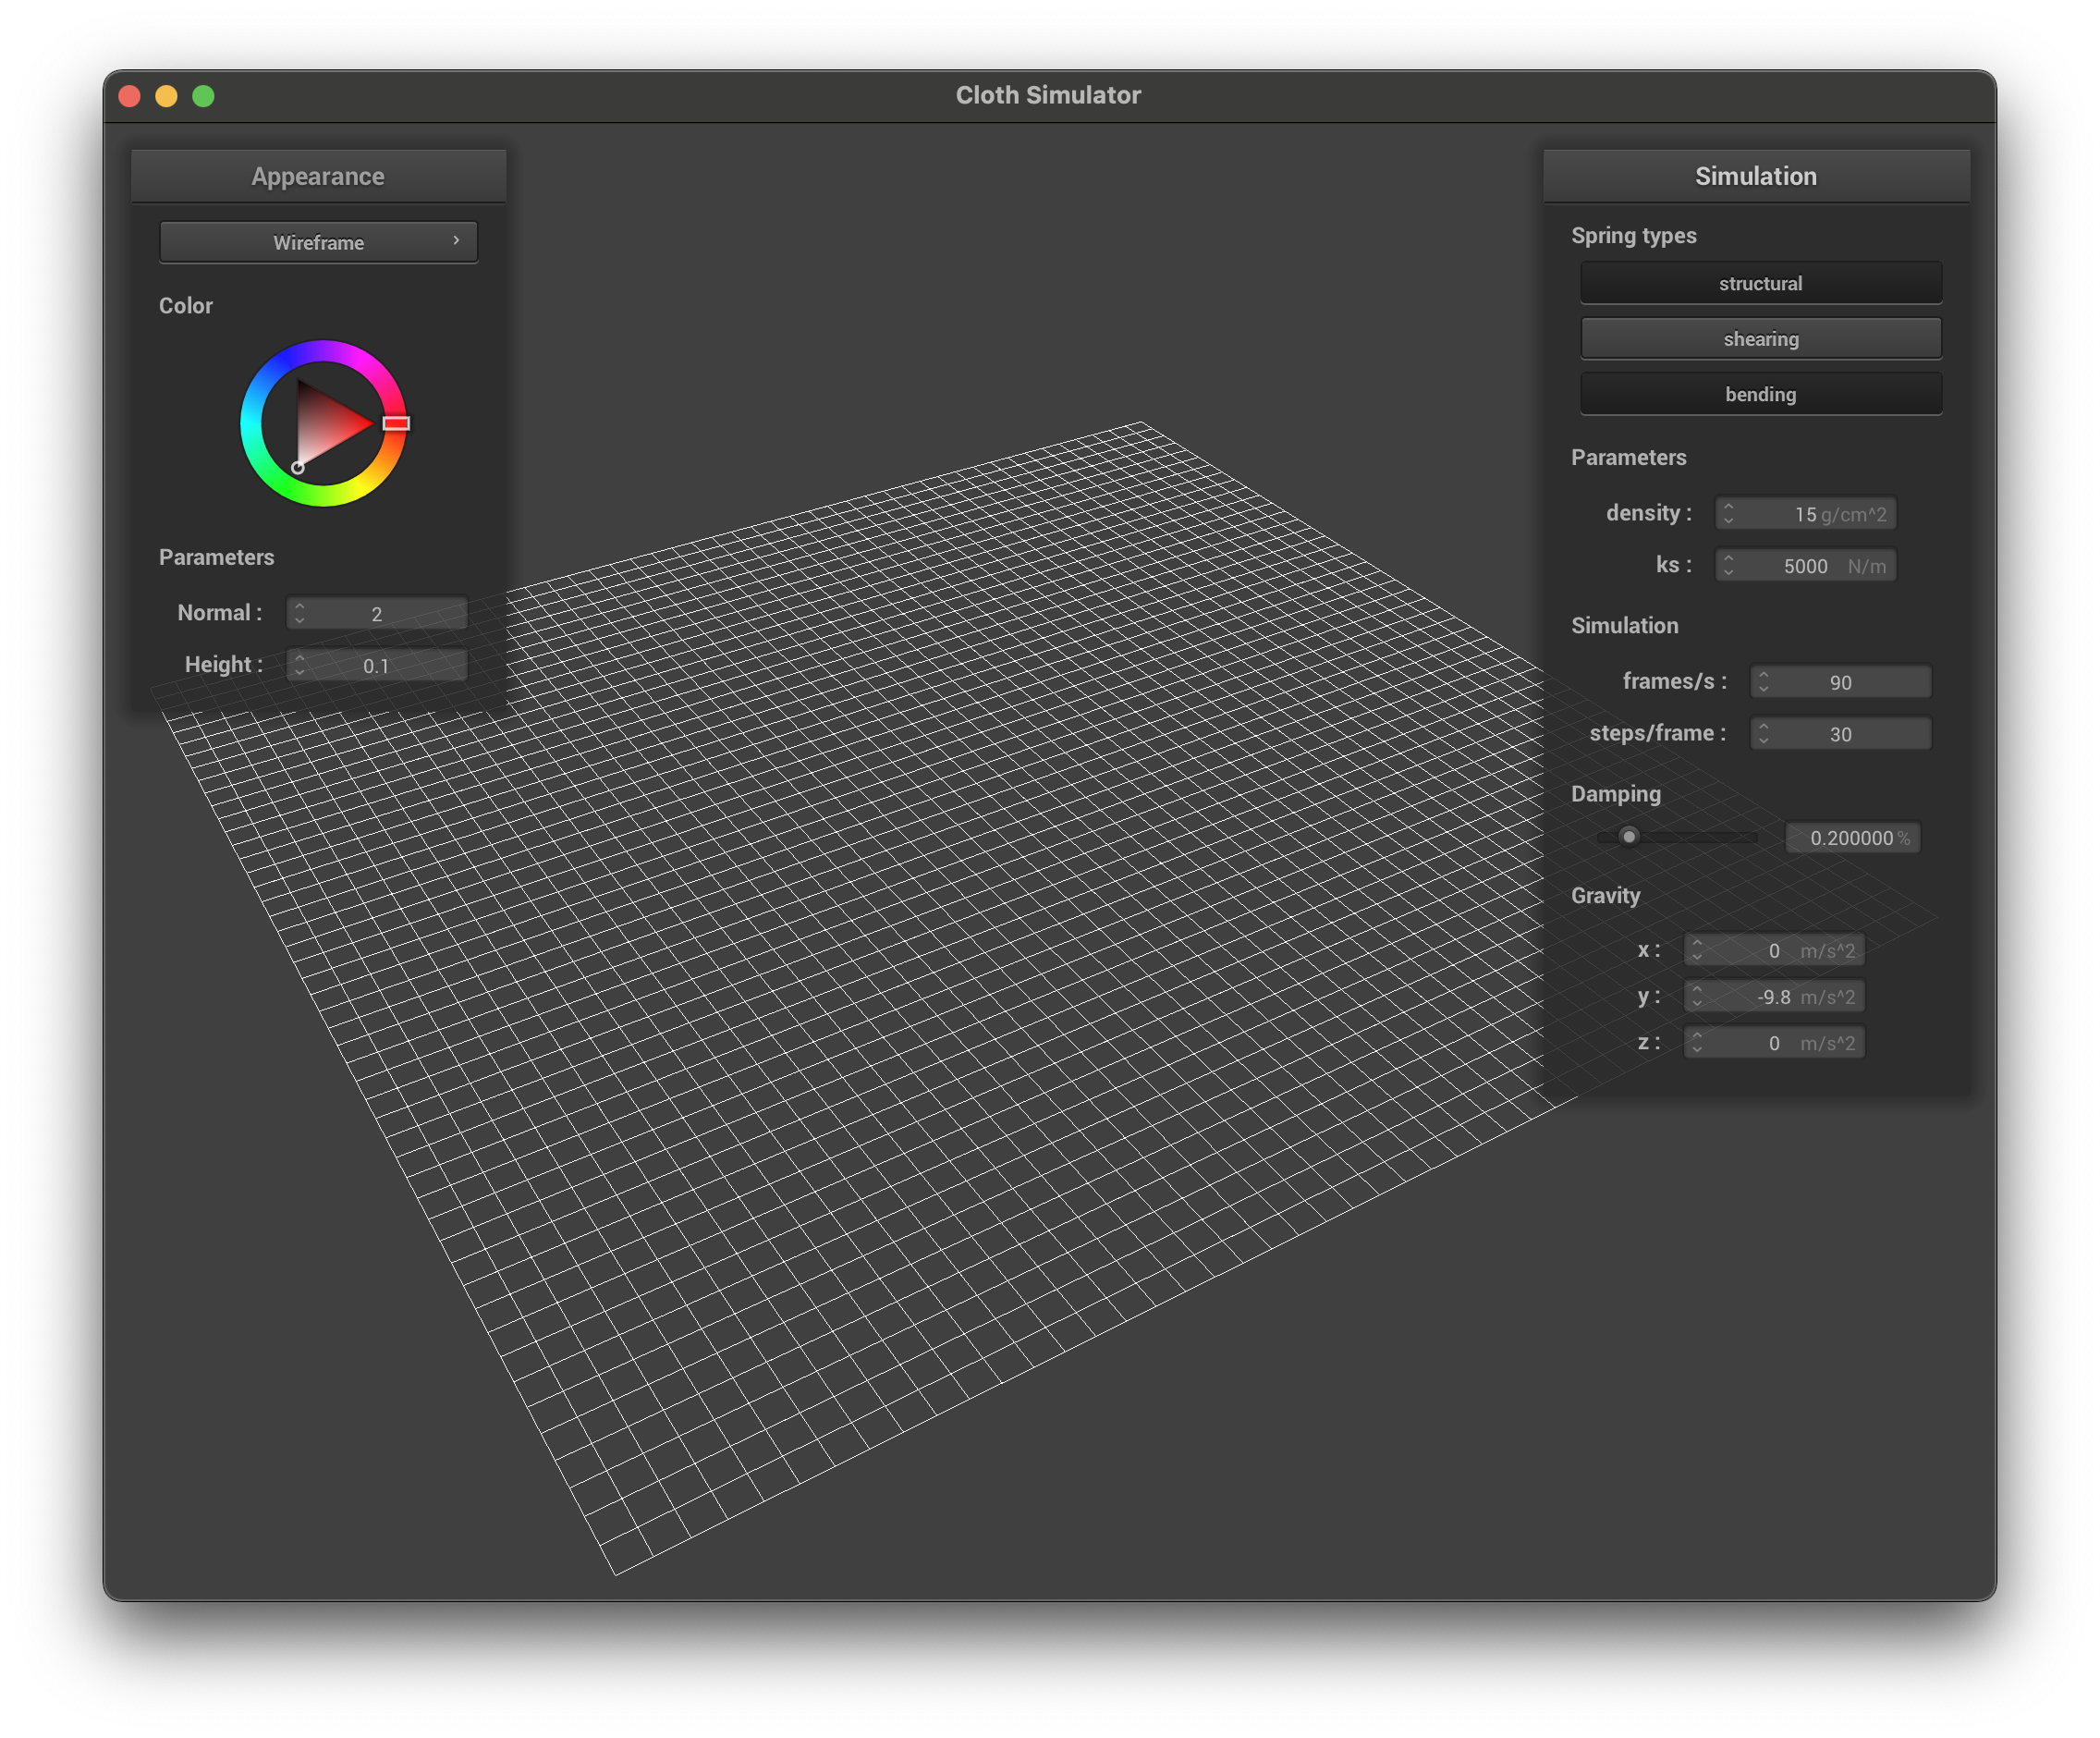 Cloth Simulator
Appearance
Wireframe
Color
Parameters
Normal : 2
Height : 0.1
Simulation
Spring types
structural
shearing
bending
Parameters
density : 15 g/cm^2
ks : 5000 N/m
Simulation
frames/s : 90
steps/frame : 30
Damping
0.200000 %
Gravity
x : 0 m/s^2
y : -9.8 m/s^2
z : 0 m/s^2